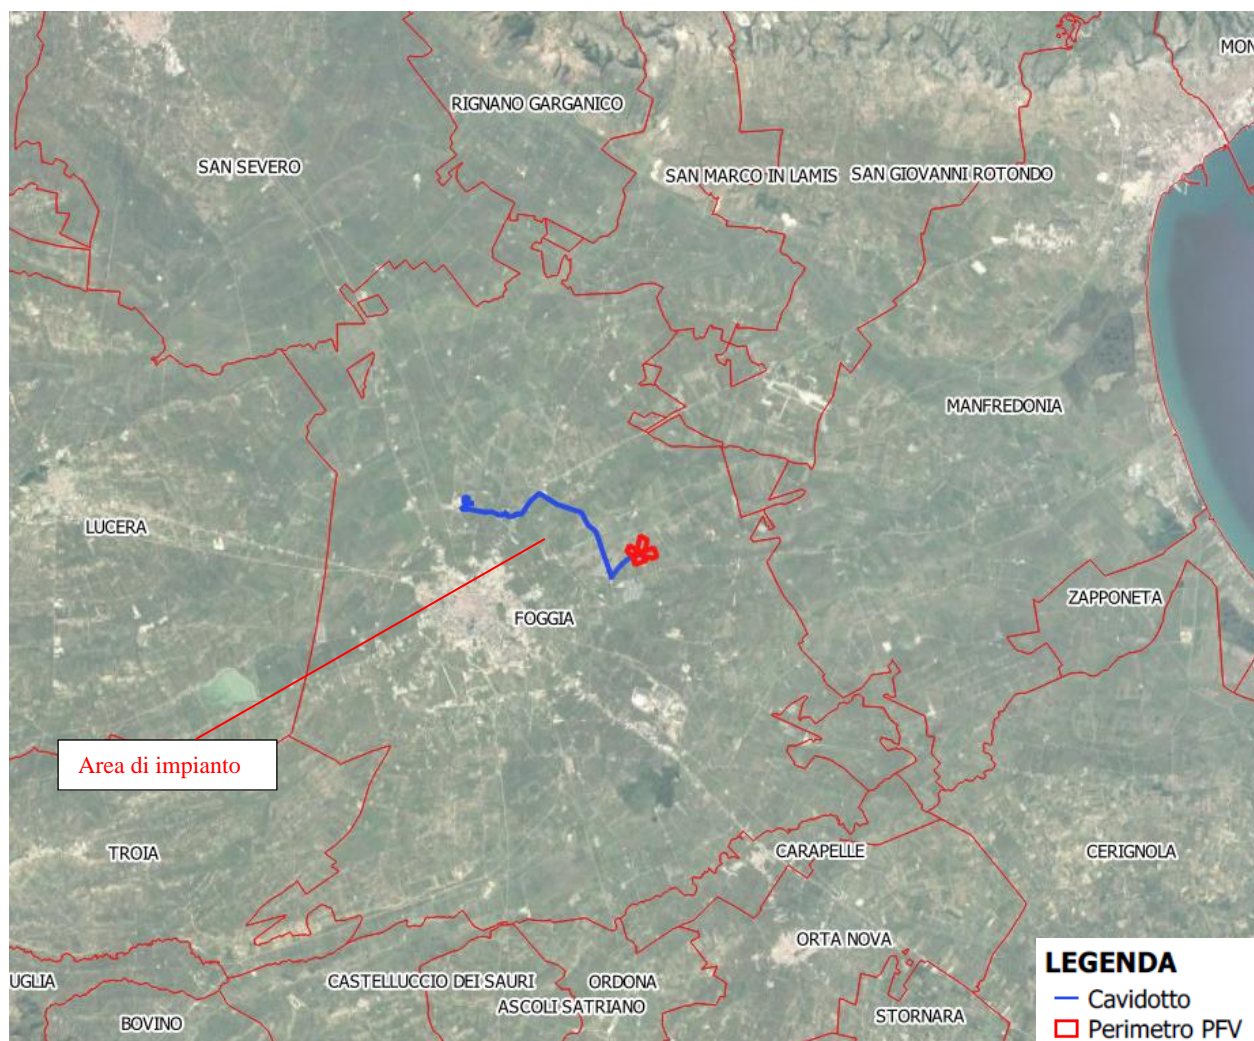 MON
RIGNANO GARGANICO
SAN SEVERO
SAN MARCO IN LAMIS
SAN GIOVANNI ROTONDO
MANFREDONIA
LUCERA
ZAPPONETA
FOGGIA
Area di impianto
TROIA
CARAPELLE
CERIGNOLA
ORTA NOVA
UGLIA
CASTELLUCCIO DEI SAURI
ORDONA
ASCOLI SATRIANO
STORNARA
BOVINO
LEGENDA
Cavidotto
Perimetro PFV